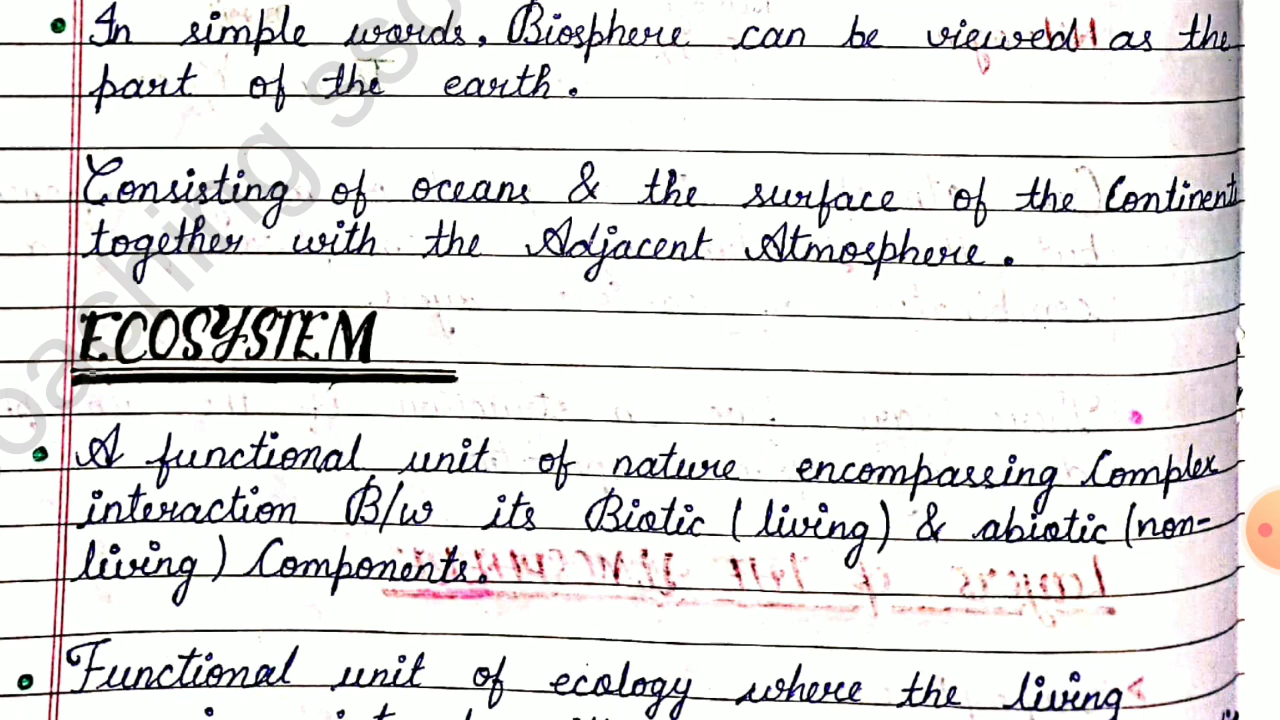 In simple words, Biosphere can be viewed as the
part of the earth.
Consisting of oceans & the surface of the Continents
together with the Adjacent Atmosphere.
ECOSYSTEM
A functional unit of nature encompassing Complex
interaction B/w its Biotic (living) & abiotic (non-
living) Components.
Functional unit of ecology where the living